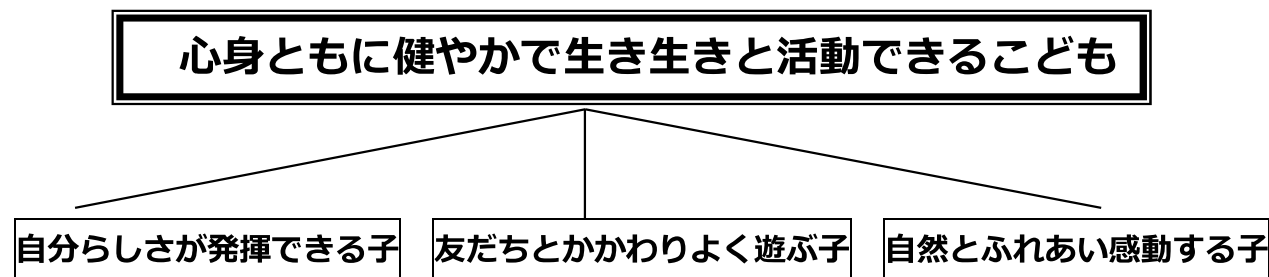 心身ともに健やかで生き生きと活動できるこども
自分らしさが発揮できる子
友だちとかかわりよく遊ぶ子
自然とふれあい感動する子